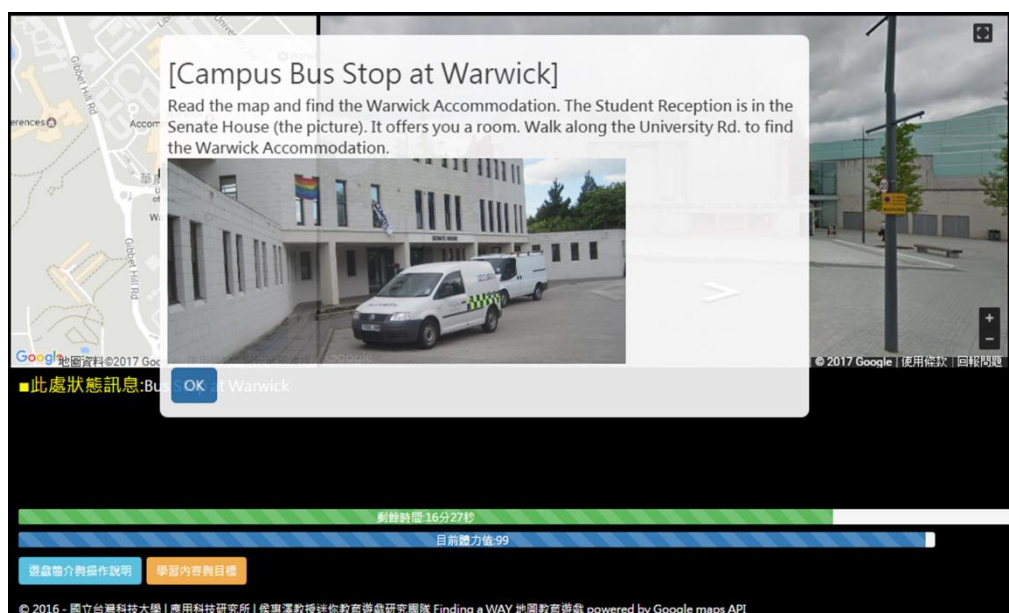 [Campus Bus Stop at Warwick]
Read the map and find the Warwick Accommodation. The Student Reception is in the
Senate House (the picture). It offers you a room. Walk along the University Rd. to find
the Warwick Accommodation.
Gibbet Hill Rd
erences
Accom
Gibbet Hill Rd
SENATE HOUSE
Google
地圖資料©2017 Goo
© 2017 Google | 使用條款 | 回報問題
■此處狀態訊息:Bus Stop at Warwick
OK
剩餘時間:16分27秒
目前體力值:99
遊戲簡介與操作說明
學習內容與目標
© 2016 - 國立台灣科技大學 | 應用科技研究所 | 侯惠澤教授迷你教育遊戲研究團隊 Finding a WAY 地圖教育遊戲 powered by Google maps API